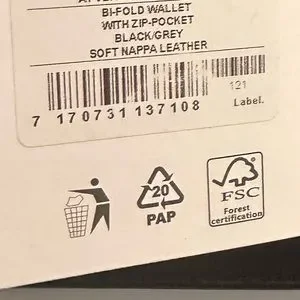 BI-FOLD WALLET
WITH ZIP-POCKET
BLACK/GREY
SOFT NAPPA LEATHER
121
7 170731 137108
Label.
20
PAP
FSC
Forest
certification